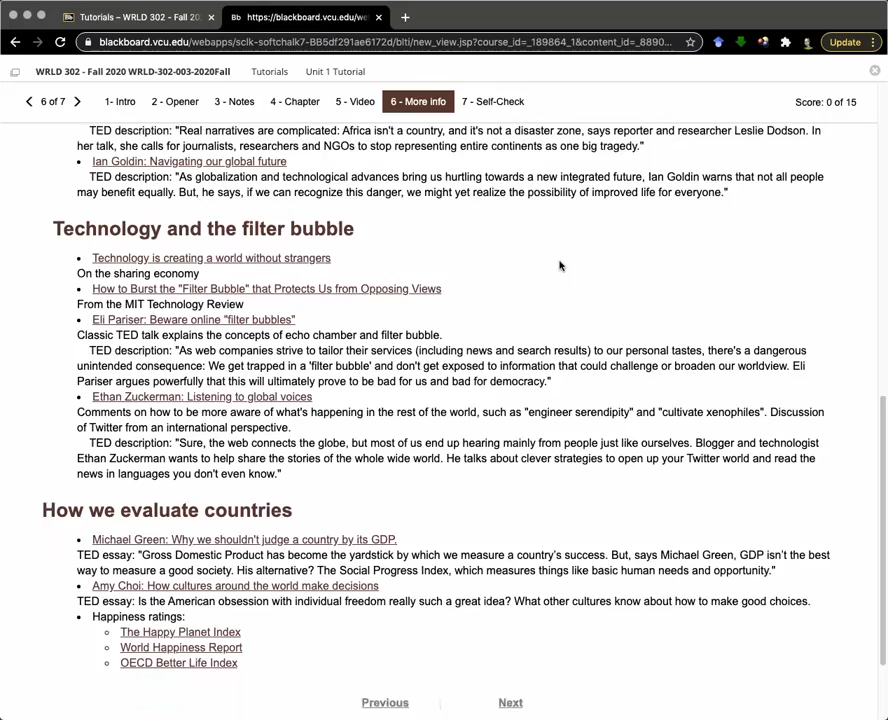 Tutorials – WRLD 302 - Fall 20
https://blackboard.vcu.edu/we
blackboard.vcu.edu/webapps/sclk-softchalk7-BB5df291ae6172d/blti/new_view.jsp?course_id=_189864_1&content_id=_8890...
Update
WRLD 302 - Fall 2020 WRLD-302-003-2020Fall Tutorials Unit 1 Tutorial
6 of 7 1- Intro 2 - Opener 3 - Notes 4 - Chapter 5 - Video 6 - More info 7 - Self-Check Score: 0 of 15
TED description: "Real narratives are complicated: Africa isn't a country, and it's not a disaster zone, says reporter and researcher Leslie Dodson. In
her talk, she calls for journalists, researchers and NGOs to stop representing entire continents as one big tragedy."
• Ian Goldin: Navigating our global future
TED description: "As globalization and technological advances bring us hurtling towards a new integrated future, Ian Goldin warns that not all people
may benefit equally. But, he says, if we can recognize this danger, we might yet realize the possibility of improved life for everyone."
Technology and the filter bubble
• Technology is creating a world without strangers
On the sharing economy
• How to Burst the "Filter Bubble" that Protects Us from Opposing Views
From the MIT Technology Review
• Eli Pariser: Beware online "filter bubbles"
Classic TED talk explains the concepts of echo chamber and filter bubble.
TED description: "As web companies strive to tailor their services (including news and search results) to our personal tastes, there's a dangerous
unintended consequence: We get trapped in a 'filter bubble' and don't get exposed to information that could challenge or broaden our worldview. Eli
Pariser argues powerfully that this will ultimately prove to be bad for us and bad for democracy."
• Ethan Zuckerman: Listening to global voices
Comments on how to be more aware of what's happening in the rest of the world, such as "engineer serendipity" and "cultivate xenophiles". Discussion
of Twitter from an international perspective.
TED description: "Sure, the web connects the globe, but most of us end up hearing mainly from people just like ourselves. Blogger and technologist
Ethan Zuckerman wants to help share the stories of the whole wide world. He talks about clever strategies to open up your Twitter world and read the
news in languages you don't even know."
How we evaluate countries
• Michael Green: Why we shouldn't judge a country by its GDP.
TED essay: "Gross Domestic Product has become the yardstick by which we measure a country's success. But, says Michael Green, GDP isn't the best
way to measure a good society. His alternative? The Social Progress Index, which measures things like basic human needs and opportunity."
• Amy Choi: How cultures around the world make decisions
TED essay: Is the American obsession with individual freedom really such a great idea? What other cultures know about how to make good choices.
• Happiness ratings:
○ The Happy Planet Index
○ World Happiness Report
○ OECD Better Life Index
Previous Next